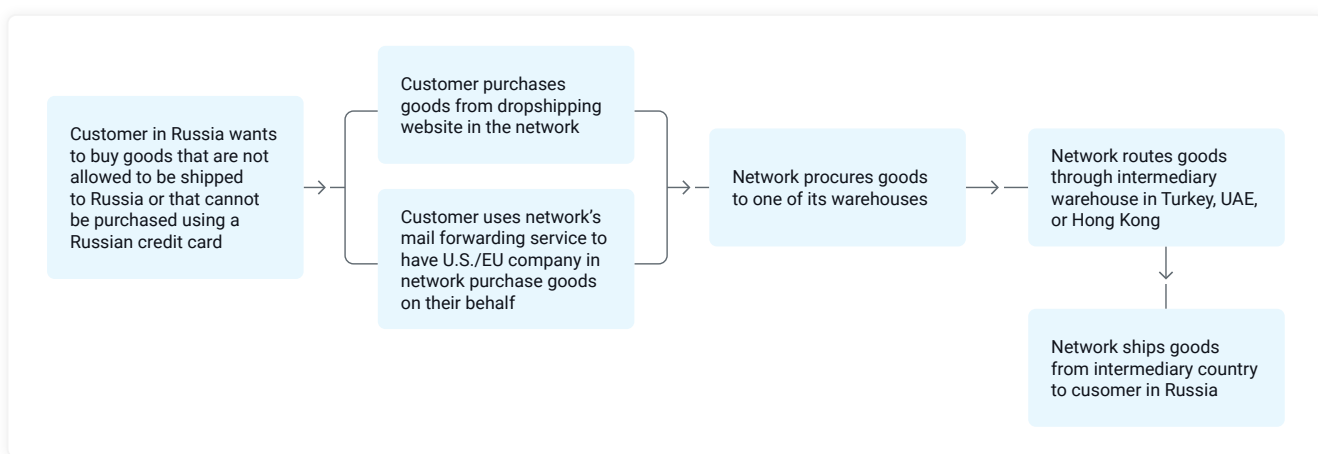 Customer in Russia wants
to buy goods that are not
allowed to be shipped
to Russia or that cannot
be purchased using a
Russian credit card
Customer purchases
goods from dropshipping
website in the network
Customer uses network’s
mail forwarding service to
have U.S./EU company in
network purchase goods
on their behalf
Network procures goods
to one of its warehouses
Network routes goods
through intermediary
warehouse in Turkey, UAE,
or Hong Kong
Network ships goods
from intermediary country
to cusomer in Russia